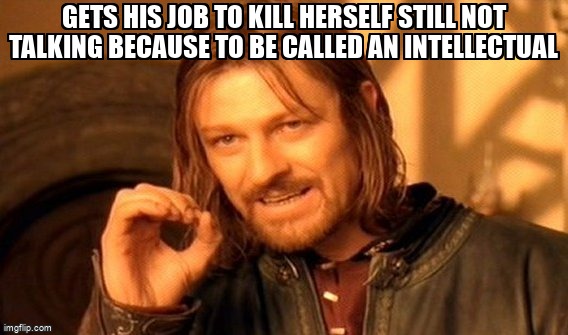 GETS HIS JOB TO KILL HERSELF STILL NOT
TALKING BECAUSE TO BE CALLED AN INTELLECTUAL
imgflip.com